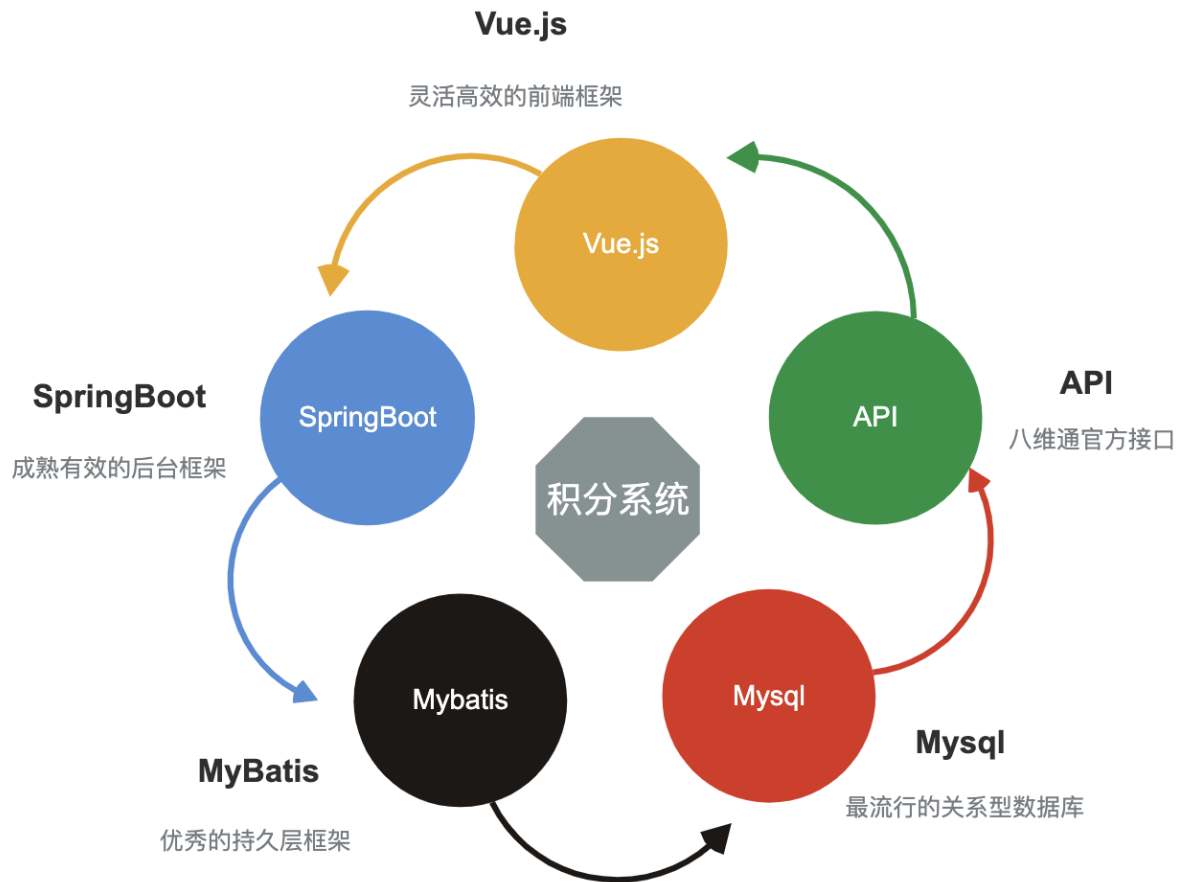 Vue.js
灵活高效的前端框架
Vue.js
SpringBoot
成熟有效的后台框架
SpringBoot
API
API
八维通官方接口
积分系统
Mybatis
MyBatis
优秀的持久层框架
Mysql
Mysql
最流行的关系型数据库